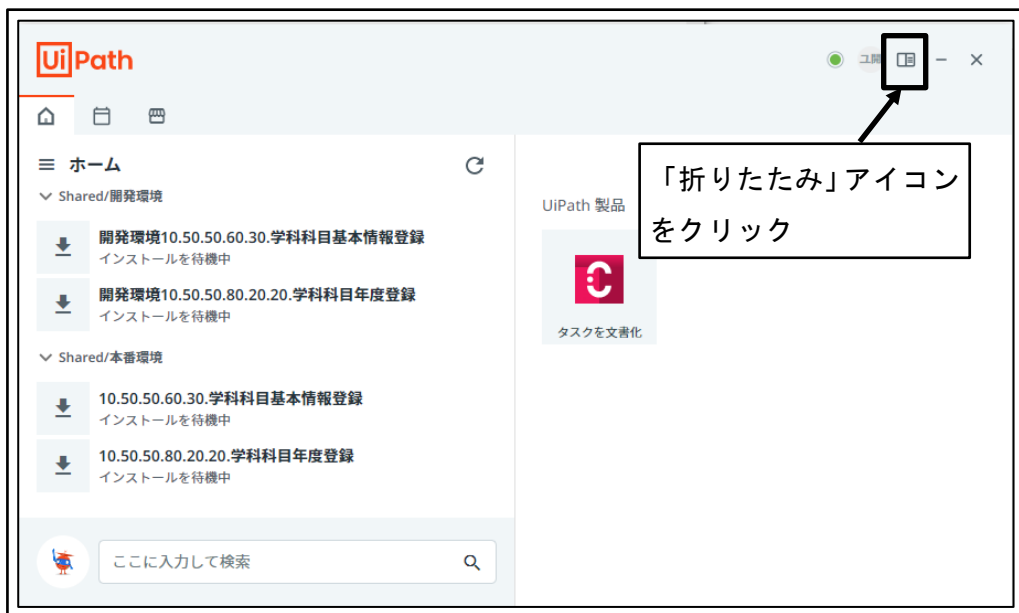 UiPath
ユ開
ホーム
Shared/開発環境
開発環境10.50.50.60.30.学科科目基本情報登録
インストールを待機中
開発環境10.50.50.80.20.20.学科科目年度登録
インストールを待機中
Shared/本番環境
10.50.50.60.30.学科科目基本情報登録
インストールを待機中
10.50.50.80.20.20.学科科目年度登録
インストールを待機中
ここに入力して検索
UiPath 製品
タスクを文書化
「折りたたみ」アイコン
をクリック